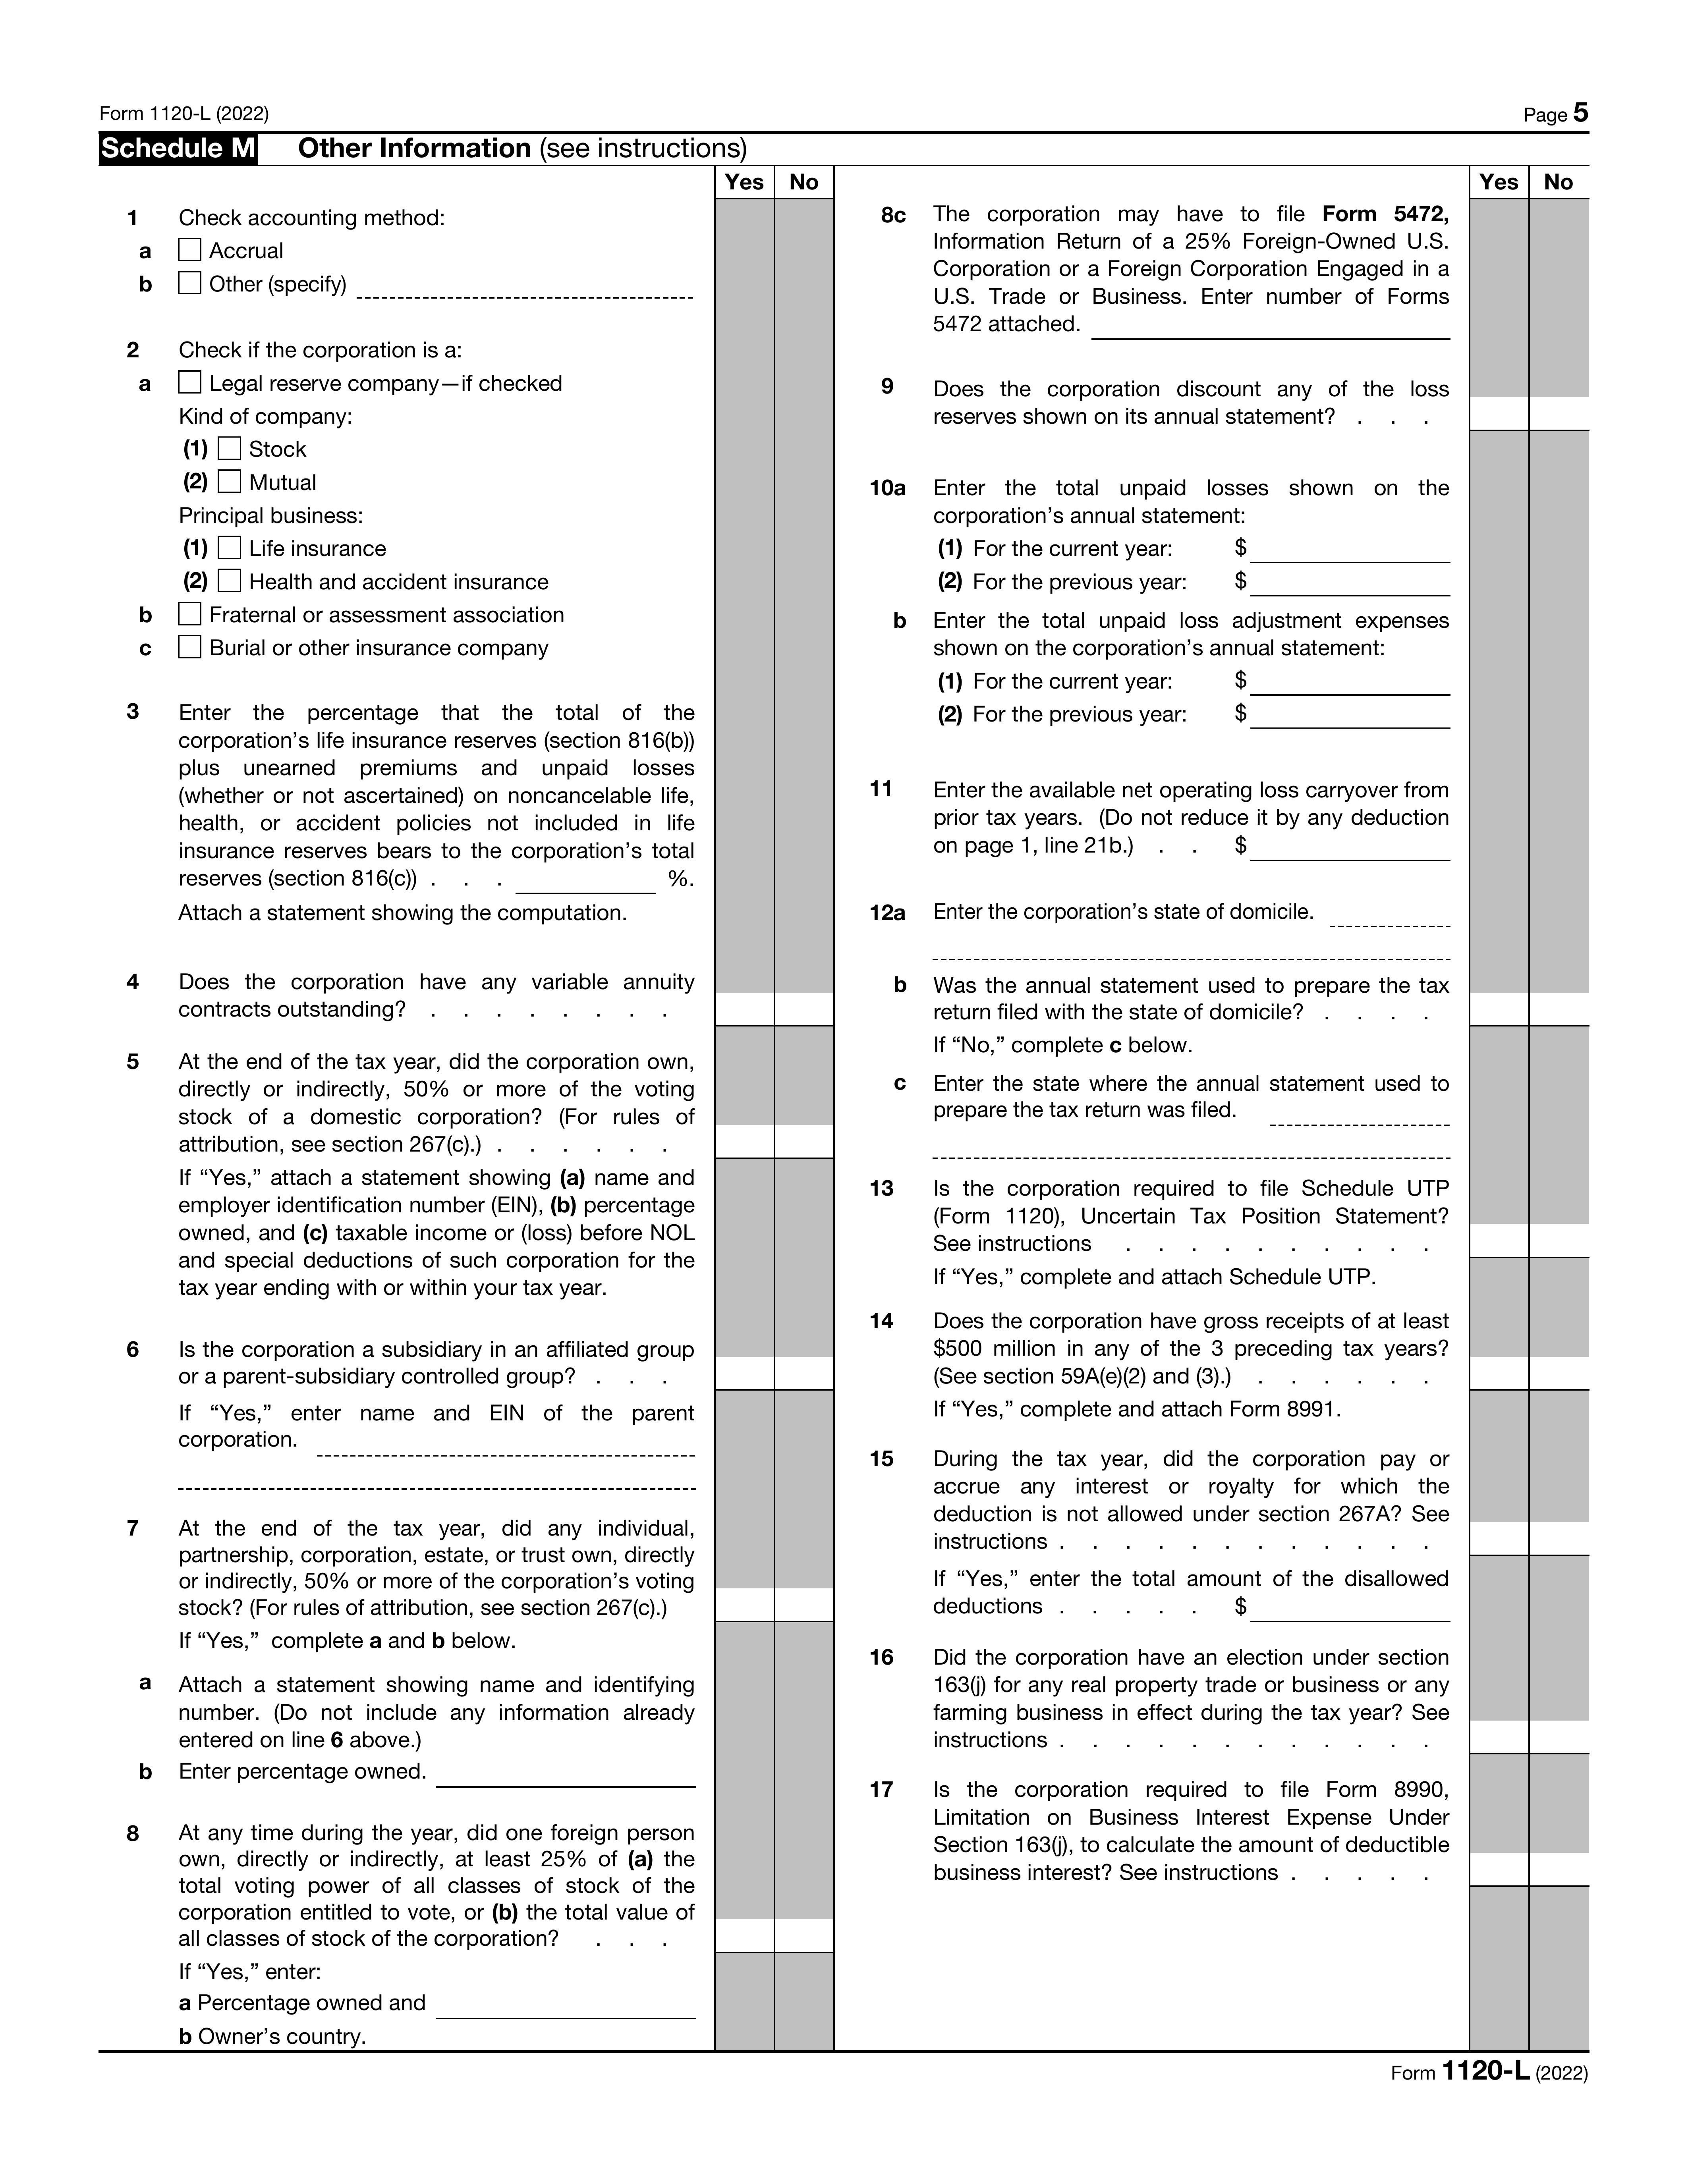 Form 1120-L (2022)
Page 5
Schedule M Other Information (see instructions)
Yes No
1 Check accounting method:
a Accrual
b Other (specify)
2 Check if the corporation is a:
a Legal reserve company—if checked
Kind of company:
(1) Stock
(2) Mutual
Principal business:
(1) Life insurance
(2) Health and accident insurance
b Fraternal or assessment association
c Burial or other insurance company
3 Enter the percentage that the total of the
corporation’s life insurance reserves (section 816(b))
plus unearned premiums and unpaid losses
(whether or not ascertained) on noncancelable life,
health, or accident policies not included in life
insurance reserves bears to the corporation’s total
reserves (section 816(c)) . . . %.
Attach a statement showing the computation.
4 Does the corporation have any variable annuity
contracts outstanding? . . . . . . . .
5 At the end of the tax year, did the corporation own,
directly or indirectly, 50% or more of the voting
stock of a domestic corporation? (For rules of
attribution, see section 267(c).) . . . . . .
If “Yes,” attach a statement showing (a) name and
employer identification number (EIN), (b) percentage
owned, and (c) taxable income or (loss) before NOL
and special deductions of such corporation for the
tax year ending with or within your tax year.
6 Is the corporation a subsidiary in an affiliated group
or a parent-subsidiary controlled group? . . .
If “Yes,” enter name and EIN of the parent
corporation.
7 At the end of the tax year, did any individual,
partnership, corporation, estate, or trust own, directly
or indirectly, 50% or more of the corporation’s voting
stock? (For rules of attribution, see section 267(c).)
If “Yes,” complete a and b below.
a Attach a statement showing name and identifying
number. (Do not include any information already
entered on line 6 above.)
b Enter percentage owned.
8 At any time during the year, did one foreign person
own, directly or indirectly, at least 25% of (a) the
total voting power of all classes of stock of the
corporation entitled to vote, or (b) the total value of
all classes of stock of the corporation? . . .
If “Yes,” enter:
a Percentage owned and
b Owner’s country.
Yes No
8c The corporation may have to file Form 5472,
Information Return of a 25% Foreign-Owned U.S.
Corporation or a Foreign Corporation Engaged in a
U.S. Trade or Business. Enter number of Forms
5472 attached.
9 Does the corporation discount any of the loss
reserves shown on its annual statement? . . .
10a Enter the total unpaid losses shown on the
corporation’s annual statement:
(1) For the current year: $
(2) For the previous year: $
b Enter the total unpaid loss adjustment expenses
shown on the corporation’s annual statement:
(1) For the current year: $
(2) For the previous year: $
11 Enter the available net operating loss carryover from
prior tax years. (Do not reduce it by any deduction
on page 1, line 21b.) . . $
12a Enter the corporation’s state of domicile.
b Was the annual statement used to prepare the tax
return filed with the state of domicile? . . . .
If “No,” complete c below.
c Enter the state where the annual statement used to
prepare the tax return was filed.
13 Is the corporation required to file Schedule UTP
(Form 1120), Uncertain Tax Position Statement?
See instructions . . . . . . . . . .
If “Yes,” complete and attach Schedule UTP.
14 Does the corporation have gross receipts of at least
$500 million in any of the 3 preceding tax years?
(See section 59A(e)(2) and (3).) . . . . . .
If “Yes,” complete and attach Form 8991.
15 During the tax year, did the corporation pay or
accrue any interest or royalty for which the
deduction is not allowed under section 267A? See
instructions . . . . . . . . . . . .
If “Yes,” enter the total amount of the disallowed
deductions . . . . . $
16 Did the corporation have an election under section
163(j) for any real property trade or business or any
farming business in effect during the tax year? See
instructions . . . . . . . . . . . .
17 Is the corporation required to file Form 8990,
Limitation on Business Interest Expense Under
Section 163(j), to calculate the amount of deductible
business interest? See instructions . . . . .
Form 1120-L (2022)